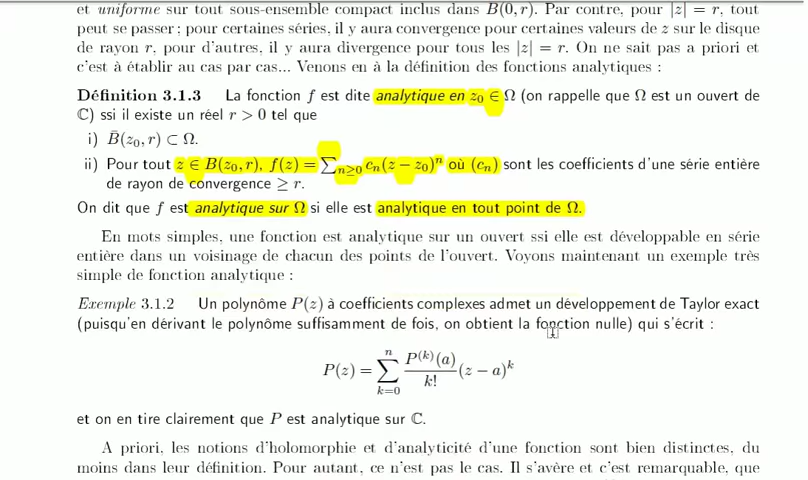 et uniforme sur tout sous-ensemble compact inclus dans B(0, r). Par contre, pour |z| = r, tout
peut se passer ; pour certaines séries, il y aura convergence pour certaines valeurs de z sur le disque
de rayon r, pour d'autres, il y aura divergence pour tous les |z| = r. On ne sait pas a priori et
c'est à établir au cas par cas... Venons en à la définition des fonctions analytiques :
Définition 3.1.3 La fonction f est dite analytique en z₀ ∈ Ω (on rappelle que Ω est un ouvert de
ℂ) ssi il existe un réel r > 0 tel que
i) B̄(z₀, r) ⊂ Ω.
ii) Pour tout z ∈ B(z₀, r), f(z) = ∑ₙ≥₀ cₙ(z − z₀)ⁿ où (cₙ) sont les coefficients d'une série entière
de rayon de convergence ≥ r.
On dit que f est analytique sur Ω si elle est analytique en tout point de Ω.
En mots simples, une fonction est analytique sur un ouvert ssi elle est développable en série
entière dans un voisinage de chacun des points de l'ouvert. Voyons maintenant un exemple très
simple de fonction analytique :
Exemple 3.1.2 Un polynôme P(z) à coefficients complexes admet un développement de Taylor exact
(puisqu'en dérivant le polynôme suffisamment de fois, on obtient la fonction nulle) qui s'écrit :
P(z) = ∑_{k=0}^{n} P^{(k)}(a)/k! (z − a)^k
et on en tire clairement que P est analytique sur ℂ.
A priori, les notions d'holomorphie et d'analyticité d'une fonction sont bien distinctes, du
moins dans leur définition. Pour autant, ce n'est pas le cas. Il s'avère et c'est remarquable, que